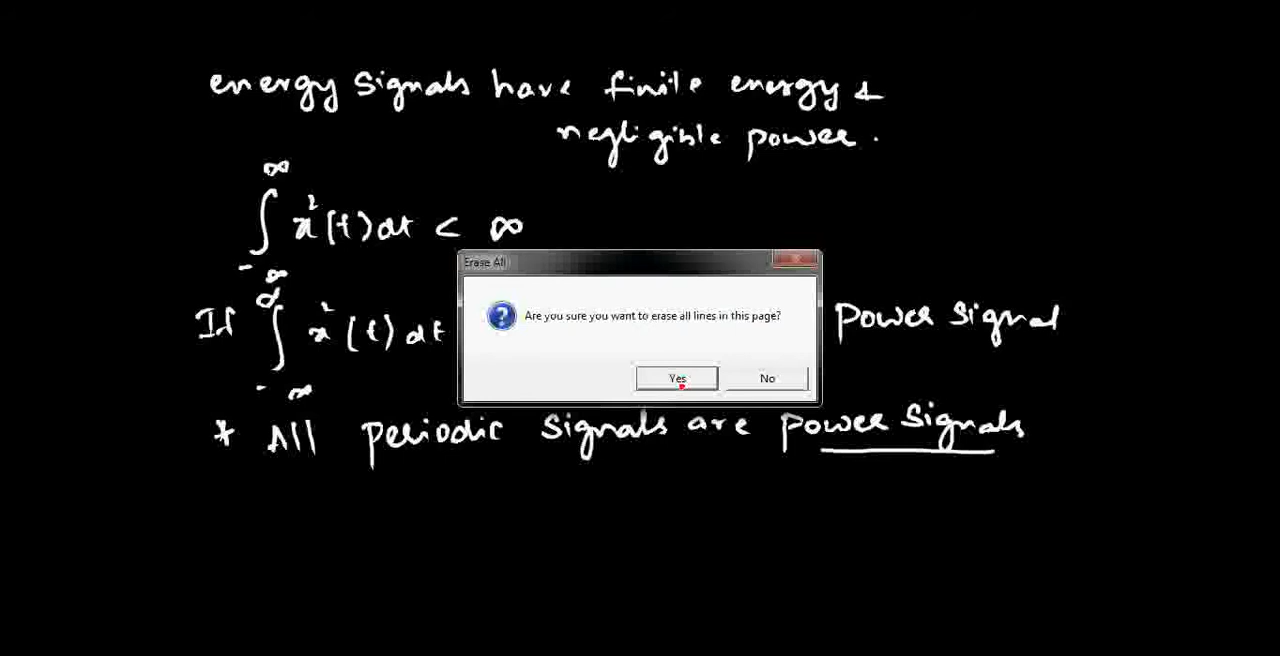 energy signals have finite energy &
negligible power.
∞
∫ x²(t)dt < ∞
-∞
Erase All
Are you sure you want to erase all lines in this page?
Yes No
∞
If ∫ x²(t) dt power signal
-∞
* All periodic signals are power signals